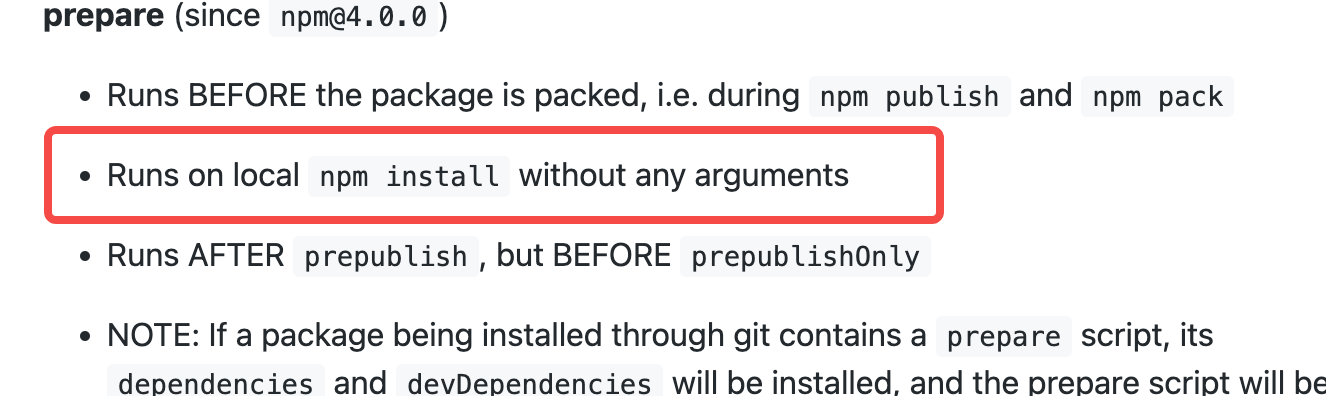 prepare (since npm@4.0.0 )
• Runs BEFORE the package is packed, i.e. during npm publish and npm pack
• Runs on local npm install without any arguments
• Runs AFTER prepublish , but BEFORE prepublishOnly
• NOTE: If a package being installed through git contains a prepare script, its
dependencies and devDependencies will be installed, and the prepare script will be